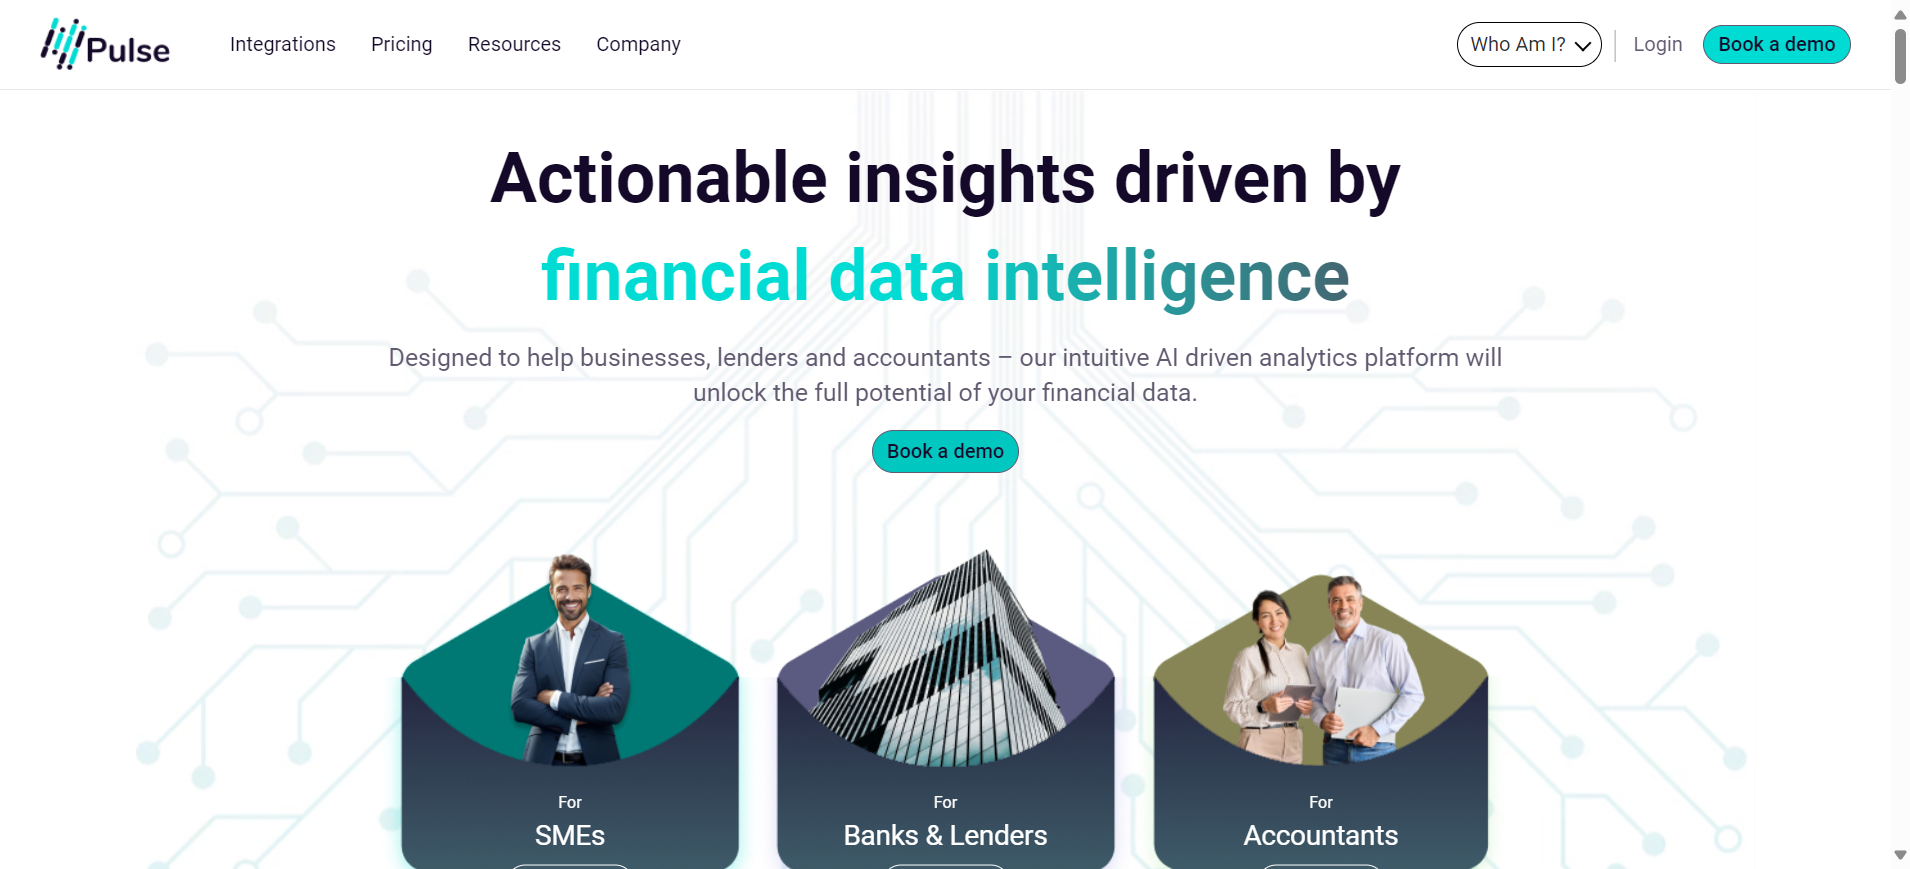 Pulse
Integrations Pricing Resources Company
Who Am I? Login Book a demo
Actionable insights driven by
financial data intelligence
Designed to help businesses, lenders and accountants – our intuitive AI driven analytics platform will
unlock the full potential of your financial data.
Book a demo
For
SMEs
For
Banks & Lenders
For
Accountants